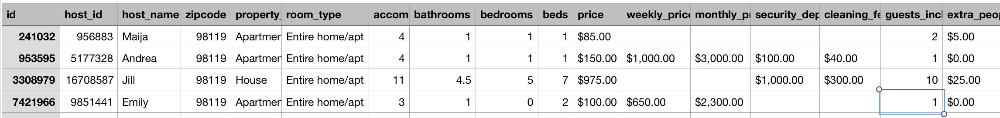 id host_id host_name zipcode property_ room_type accom bathrooms bedrooms beds price weekly_price monthly_pr security_dep cleaning_fe guests_incl extra_peop
241032 956883 Maija 98119 Apartmen Entire home/apt 4 1 1 1 $85.00 2 $5.00
953595 5177328 Andrea 98119 Apartmen Entire home/apt 4 1 1 1 $150.00 $1,000.00 $3,000.00 $100.00 $40.00 1 $0.00
3308979 16708587 Jill 98119 House Entire home/apt 11 4.5 5 7 $975.00 $1,000.00 $300.00 10 $25.00
7421966 9851441 Emily 98119 Apartmen Entire home/apt 3 1 0 2 $100.00 $650.00 $2,300.00 1 $0.00